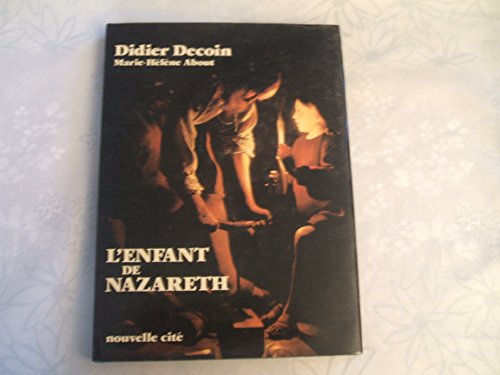 Didier Decoin
Marie-Hélène About
L'ENFANT
DE
NAZARETH
nouvelle cité